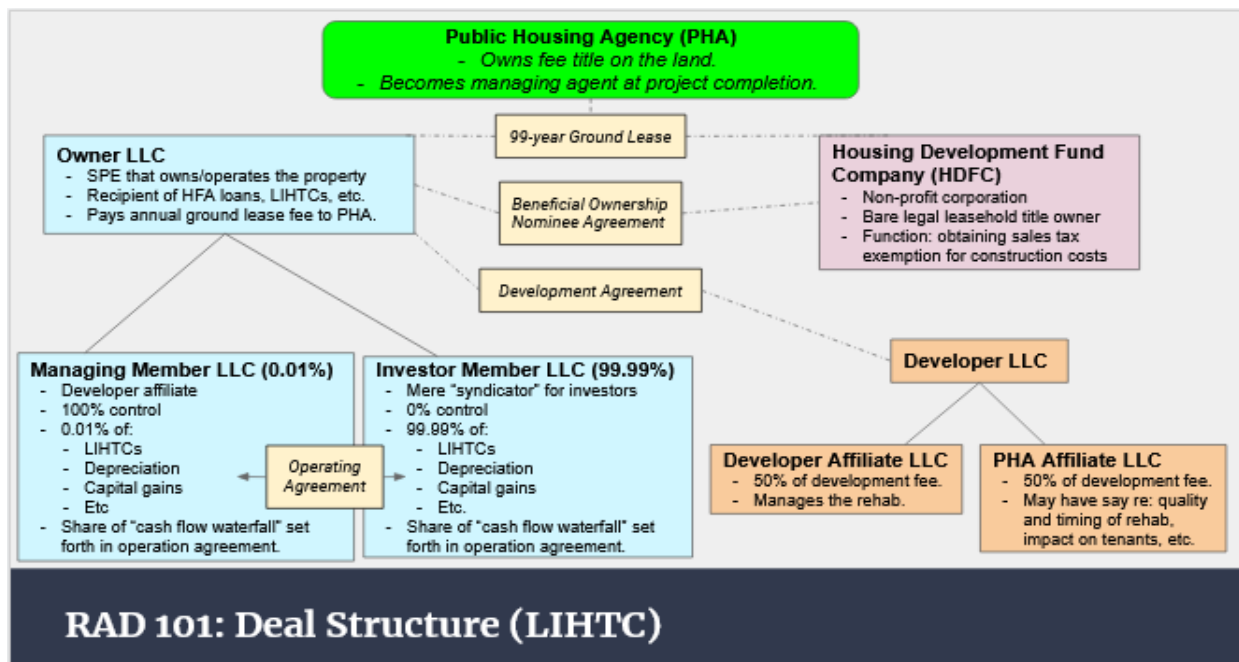 Public Housing Agency (PHA)
- Owns fee title on the land.
- Becomes managing agent at project completion.
99-year Ground Lease
Owner LLC
- SPE that owns/operates the property
- Recipient of HFA loans, LIHTCs, etc.
- Pays annual ground lease fee to PHA.
Beneficial Ownership
Nominee Agreement
Housing Development Fund
Company (HDFC)
- Non-profit corporation
- Bare legal leasehold title owner
- Function: obtaining sales tax
exemption for construction costs
Development Agreement
Managing Member LLC (0.01%)
- Developer affiliate
- 100% control
- 0.01% of:
- LIHTCs
- Depreciation
- Capital gains
- Etc
- Share of "cash flow waterfall" set
forth in operation agreement.
Operating
Agreement
Investor Member LLC (99.99%)
- Mere "syndicator" for investors
- 0% control
- 99.99% of:
- LIHTCs
- Depreciation
- Capital gains
- Etc.
- Share of "cash flow waterfall" set
forth in operation agreement.
Developer LLC
Developer Affiliate LLC
- 50% of development fee.
- Manages the rehab.
PHA Affiliate LLC
- 50% of development fee.
- May have say re: quality
and timing of rehab,
impact on tenants, etc.
RAD 101: Deal Structure (LIHTC)